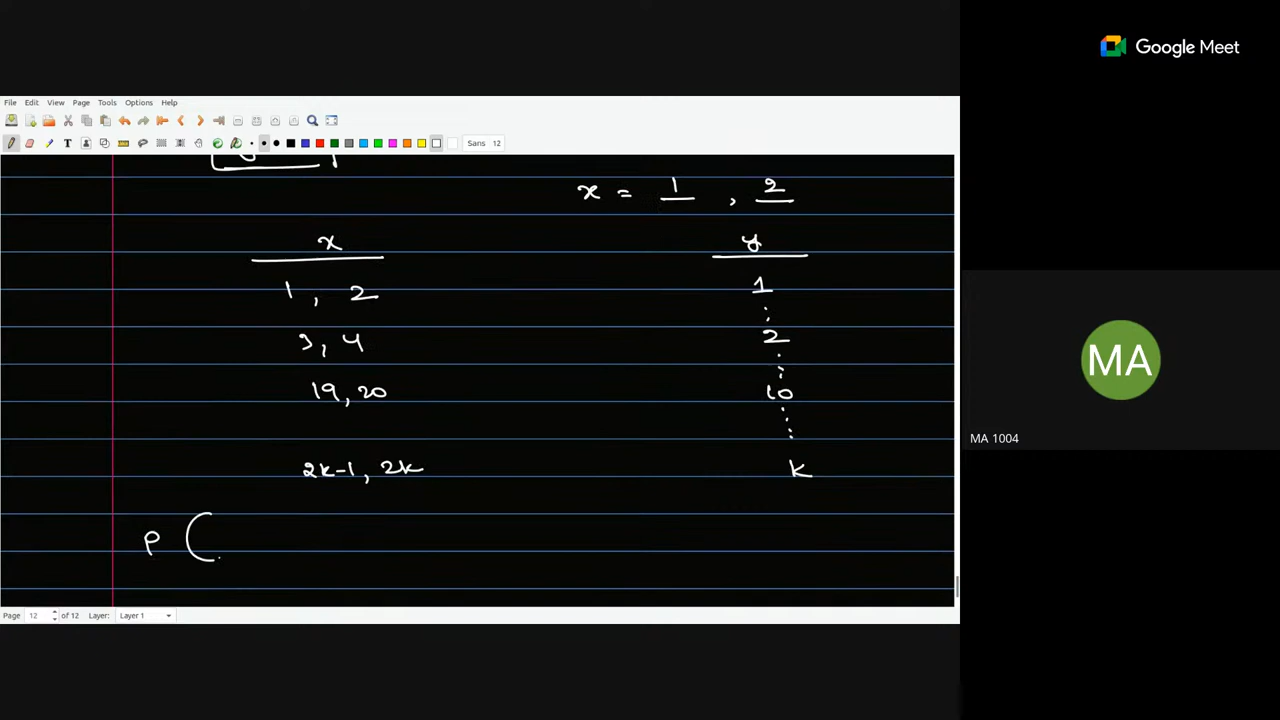 Google Meet
File Edit View Page Tools Options Help
Sans 12
x = 1 , 2
x y
1 , 2 1
3 , 4 2
19 , 20 10
2k-1 , 2k k
P (
MA
MA 1004
Page 12 of 12 Layer: Layer 1